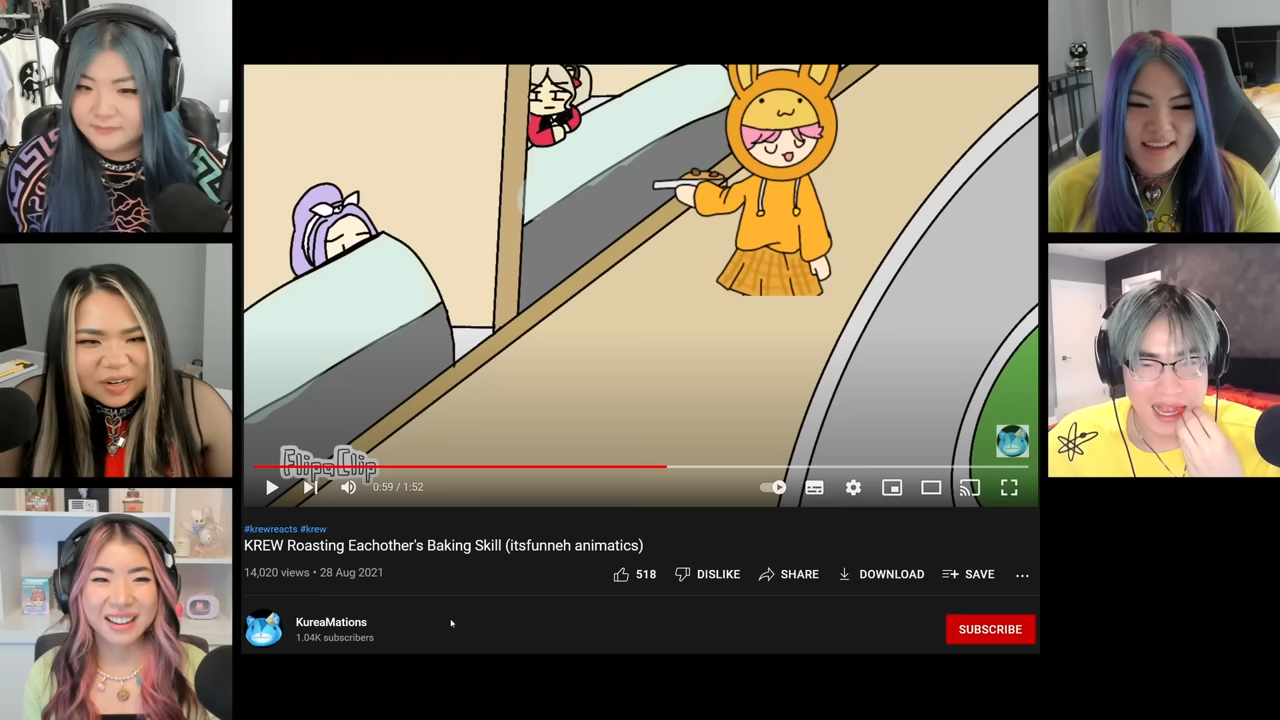 FlipaClip
0:59 / 1:52
#krewreacts #krew
KREW Roasting Eachother's Baking Skill (itsfunneh animatics)
14,020 views • 28 Aug 2021
518
DISLIKE
SHARE
DOWNLOAD
SAVE
KureaMations
1.04K subscribers
SUBSCRIBE